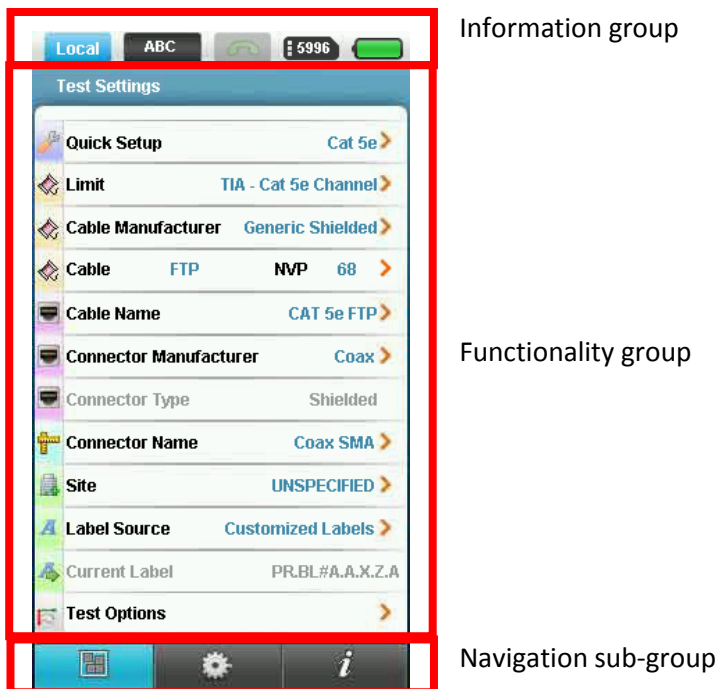 Information group
Local ABC 5996
Test Settings
Quick Setup Cat 5e
Limit TIA - Cat 5e Channel
Cable Manufacturer Generic Shielded
Cable FTP NVP 68
Cable Name CAT 5e FTP
Connector Manufacturer Coax
Functionality group
Connector Type Shielded
Connector Name Coax SMA
Site UNSPECIFIED
Label Source Customized Labels
Current Label PR.BL#A.A.X.Z.A
Test Options
Navigation sub-group